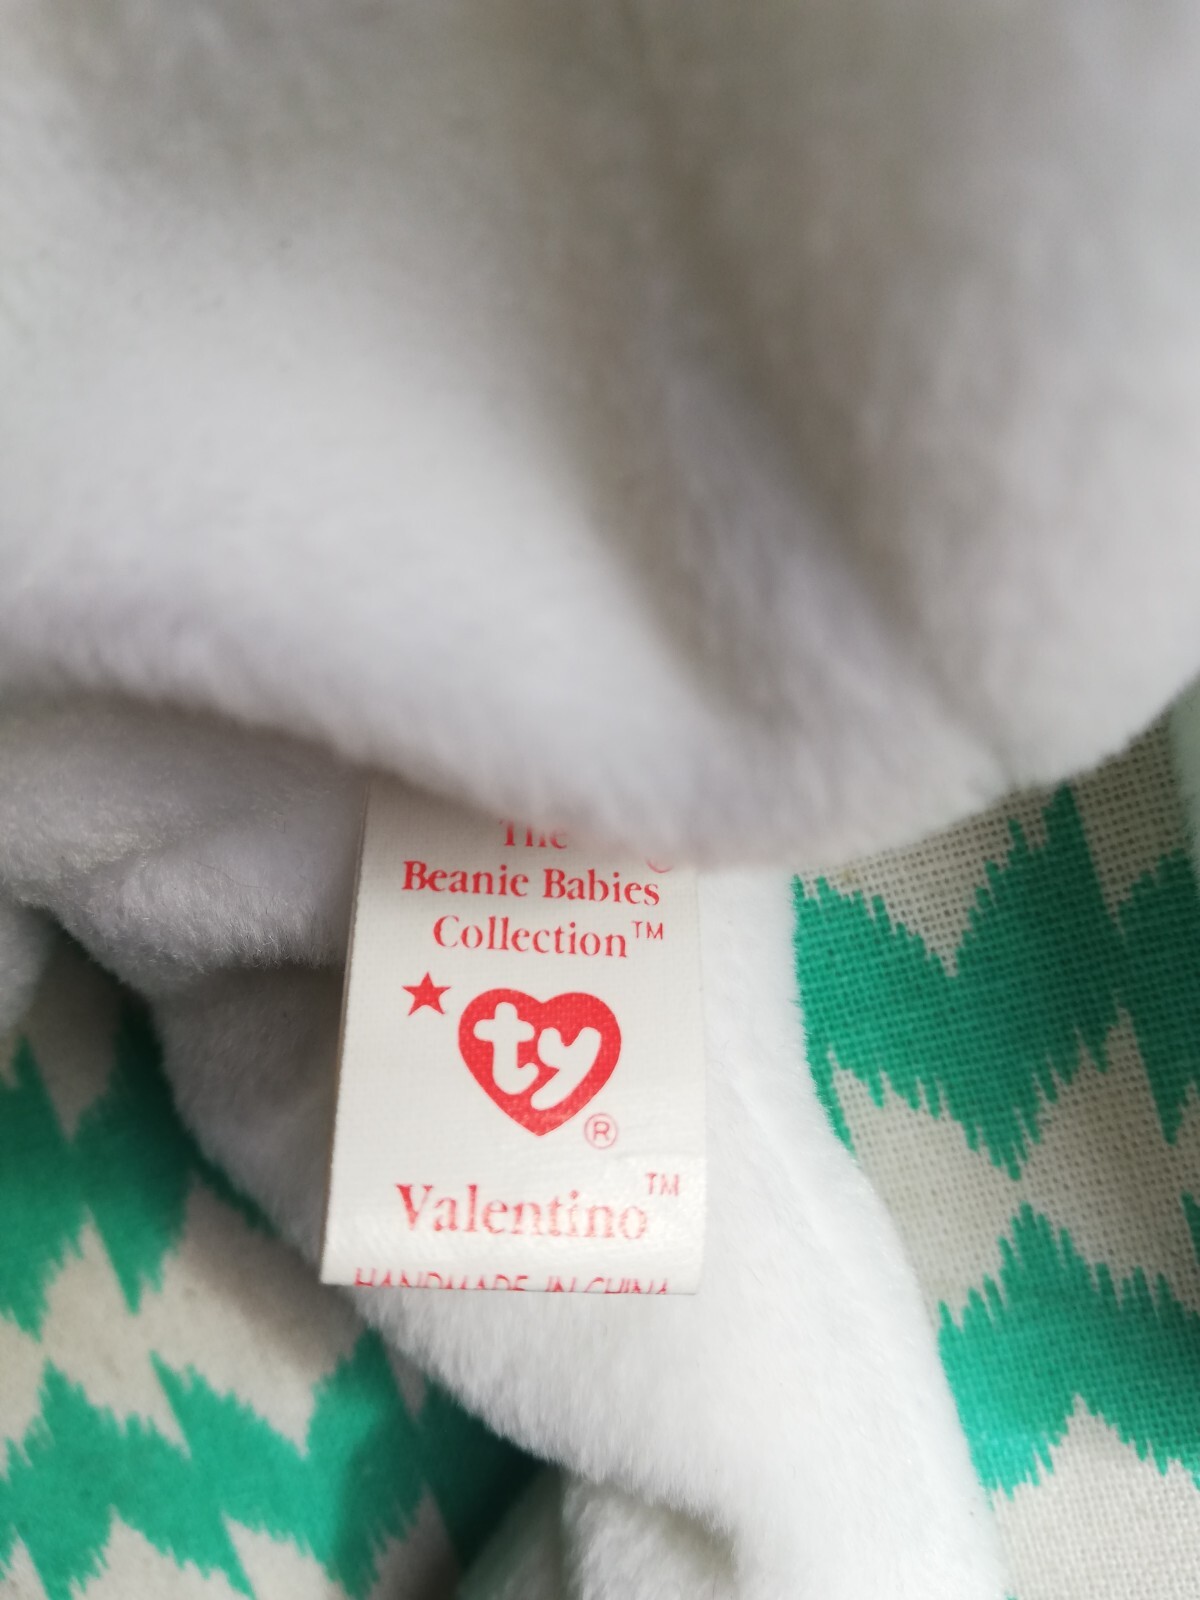 The ®
Beanie Babies
Collection™
ty
®
Valentino™
HANDMADE IN CHINA